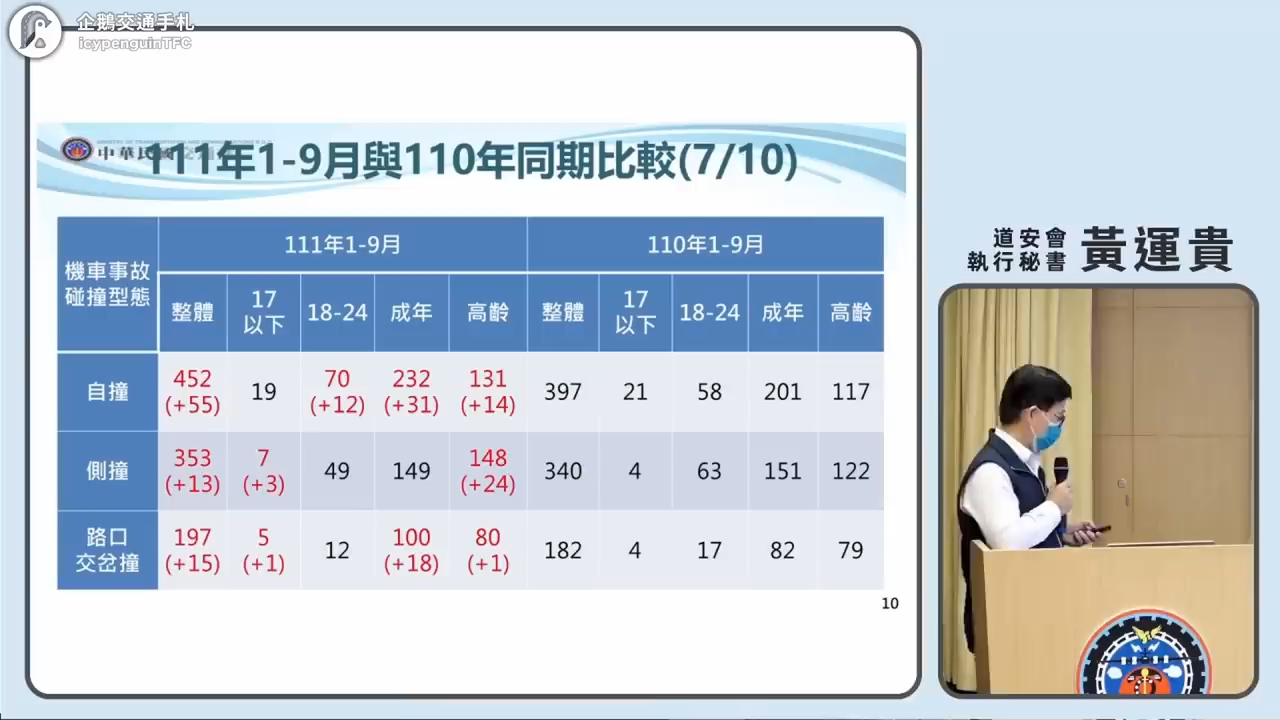 企鵝交通手札
icypenguinTFC
中華民國交通
111年1-9月與110年同期比較(7/10)
機車事故
碰撞型態
111年1-9月
110年1-9月
整體
17
以下
18-24
成年
高齡
整體
17
以下
18-24
成年
高齡
自撞
452
(+55)
19
70
(+12)
232
(+31)
131
(+14)
397
21
58
201
117
側撞
353
(+13)
7
(+3)
49
149
148
(+24)
340
4
63
151
122
路口
交岔撞
197
(+15)
5
(+1)
12
100
(+18)
80
(+1)
182
4
17
82
79
10
道安會
執行秘書
黃運貴